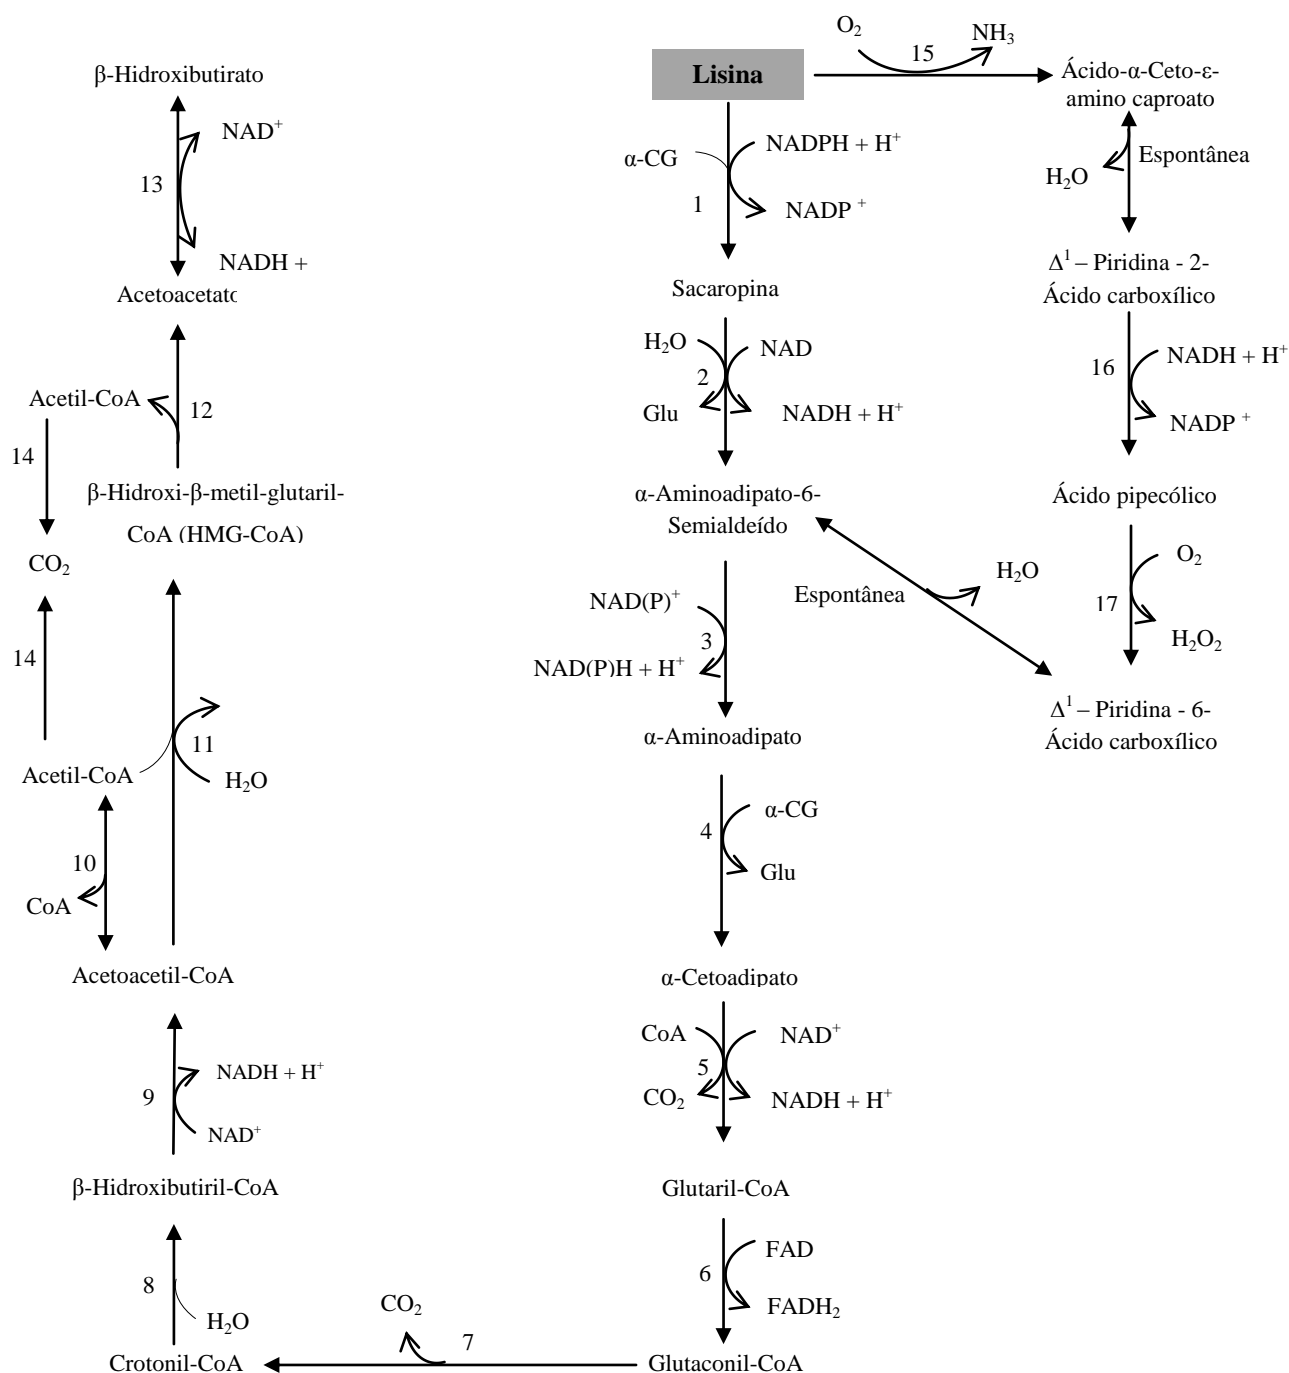 O₂
NH₃
15
Lisina
Ácido-α-Ceto-ε-
amino caproato
β-Hidroxibutirato
NAD⁺
13
NADH +
Acetoacetato
α-CG
NADPH + H⁺
1
NADP ⁺
Espontânea
H₂O
Sacaropina
Δ¹ – Piridina - 2-
Ácido carboxílico
H₂O
NAD
2
Glu
NADH + H⁺
16
NADH + H⁺
NADP ⁺
Acetil-CoA
12
14
β-Hidroxi-β-metil-glutaril-
CoA (HMG-CoA)
CO₂
α-Aminoadipato-6-
Semialdeído
Ácido pipecólico
O₂
17
H₂O₂
Espontânea
H₂O
NAD(P)⁺
3
NAD(P)H + H⁺
14
Δ¹ – Piridina - 6-
Ácido carboxílico
α-Aminoadipato
11
Acetil-CoA
H₂O
α-CG
4
Glu
10
CoA
Acetoacetil-CoA
α-Cetoadipato
CoA
NAD⁺
5
CO₂
NADH + H⁺
NADH + H⁺
9
NAD⁺
β-Hidroxibutiril-CoA
Glutaril-CoA
FAD
6
FADH₂
8
H₂O
CO₂
7
Crotonil-CoA
Glutaconil-CoA